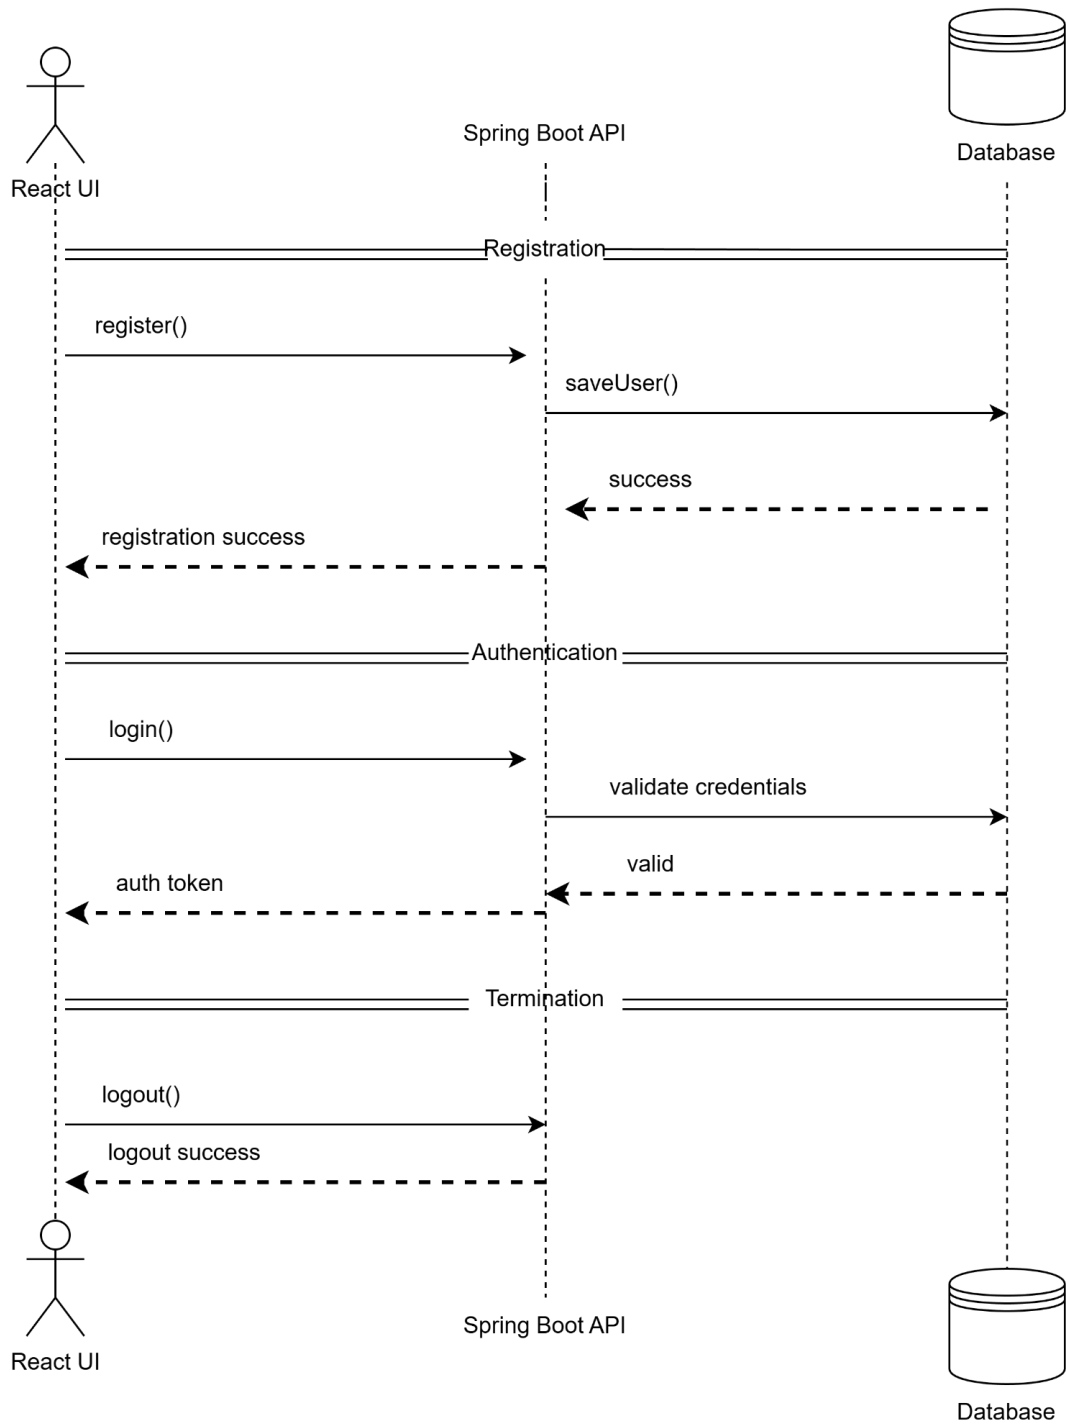 Spring Boot API
Database
React UI
Registration
register()
saveUser()
success
registration success
Authentication
login()
validate credentials
valid
auth token
Termination
logout()
logout success
Spring Boot API
React UI
Database